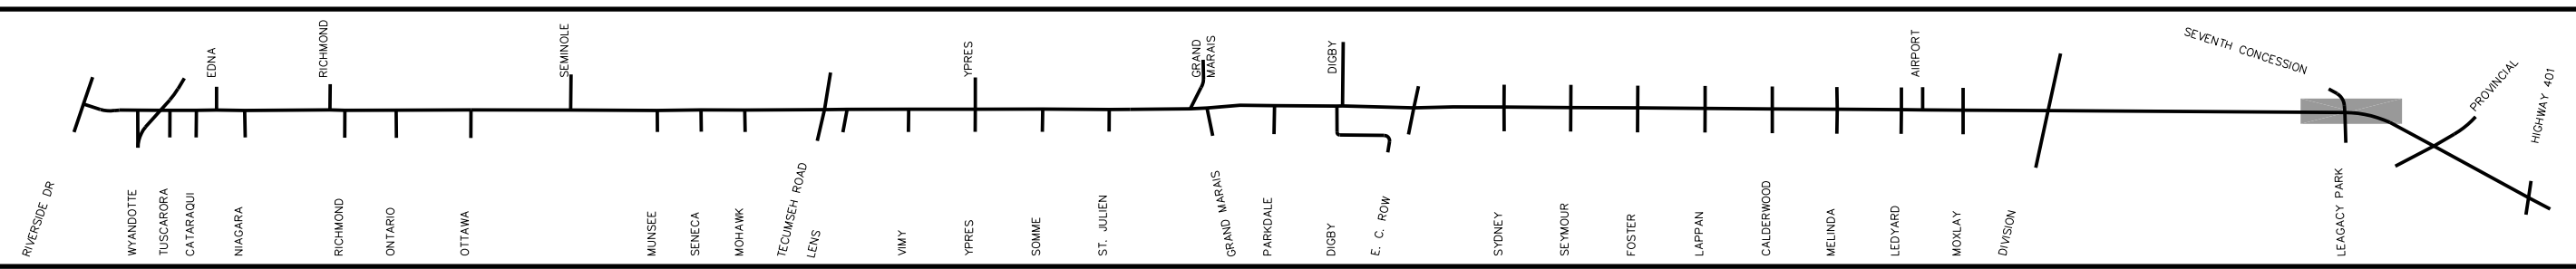 EDNA
RICHMOND
SEMINOLE
YPRES
GRAND
MARAIS
DIGBY
AIRPORT
SEVENTH CONCESSION
PROVINCIAL
HIGHWAY 401
RIVERSIDE DR
WYANDOTTE
TUSCARORA
CATARAQUI
NIAGARA
RICHMOND
ONTARIO
OTTAWA
MUNSEE
SENECA
MOHAWK
TECUMSEH ROAD
LENS
VIMY
YPRES
SOMME
ST. JULIEN
GRAND MARAIS
PARKDALE
DIGBY
E. C. ROW
SYDNEY
SEYMOUR
FOSTER
LAPPAN
CALDERWOOD
MELINDA
LEDYARD
MOXLAY
DIVISION
LEAGACY PARK